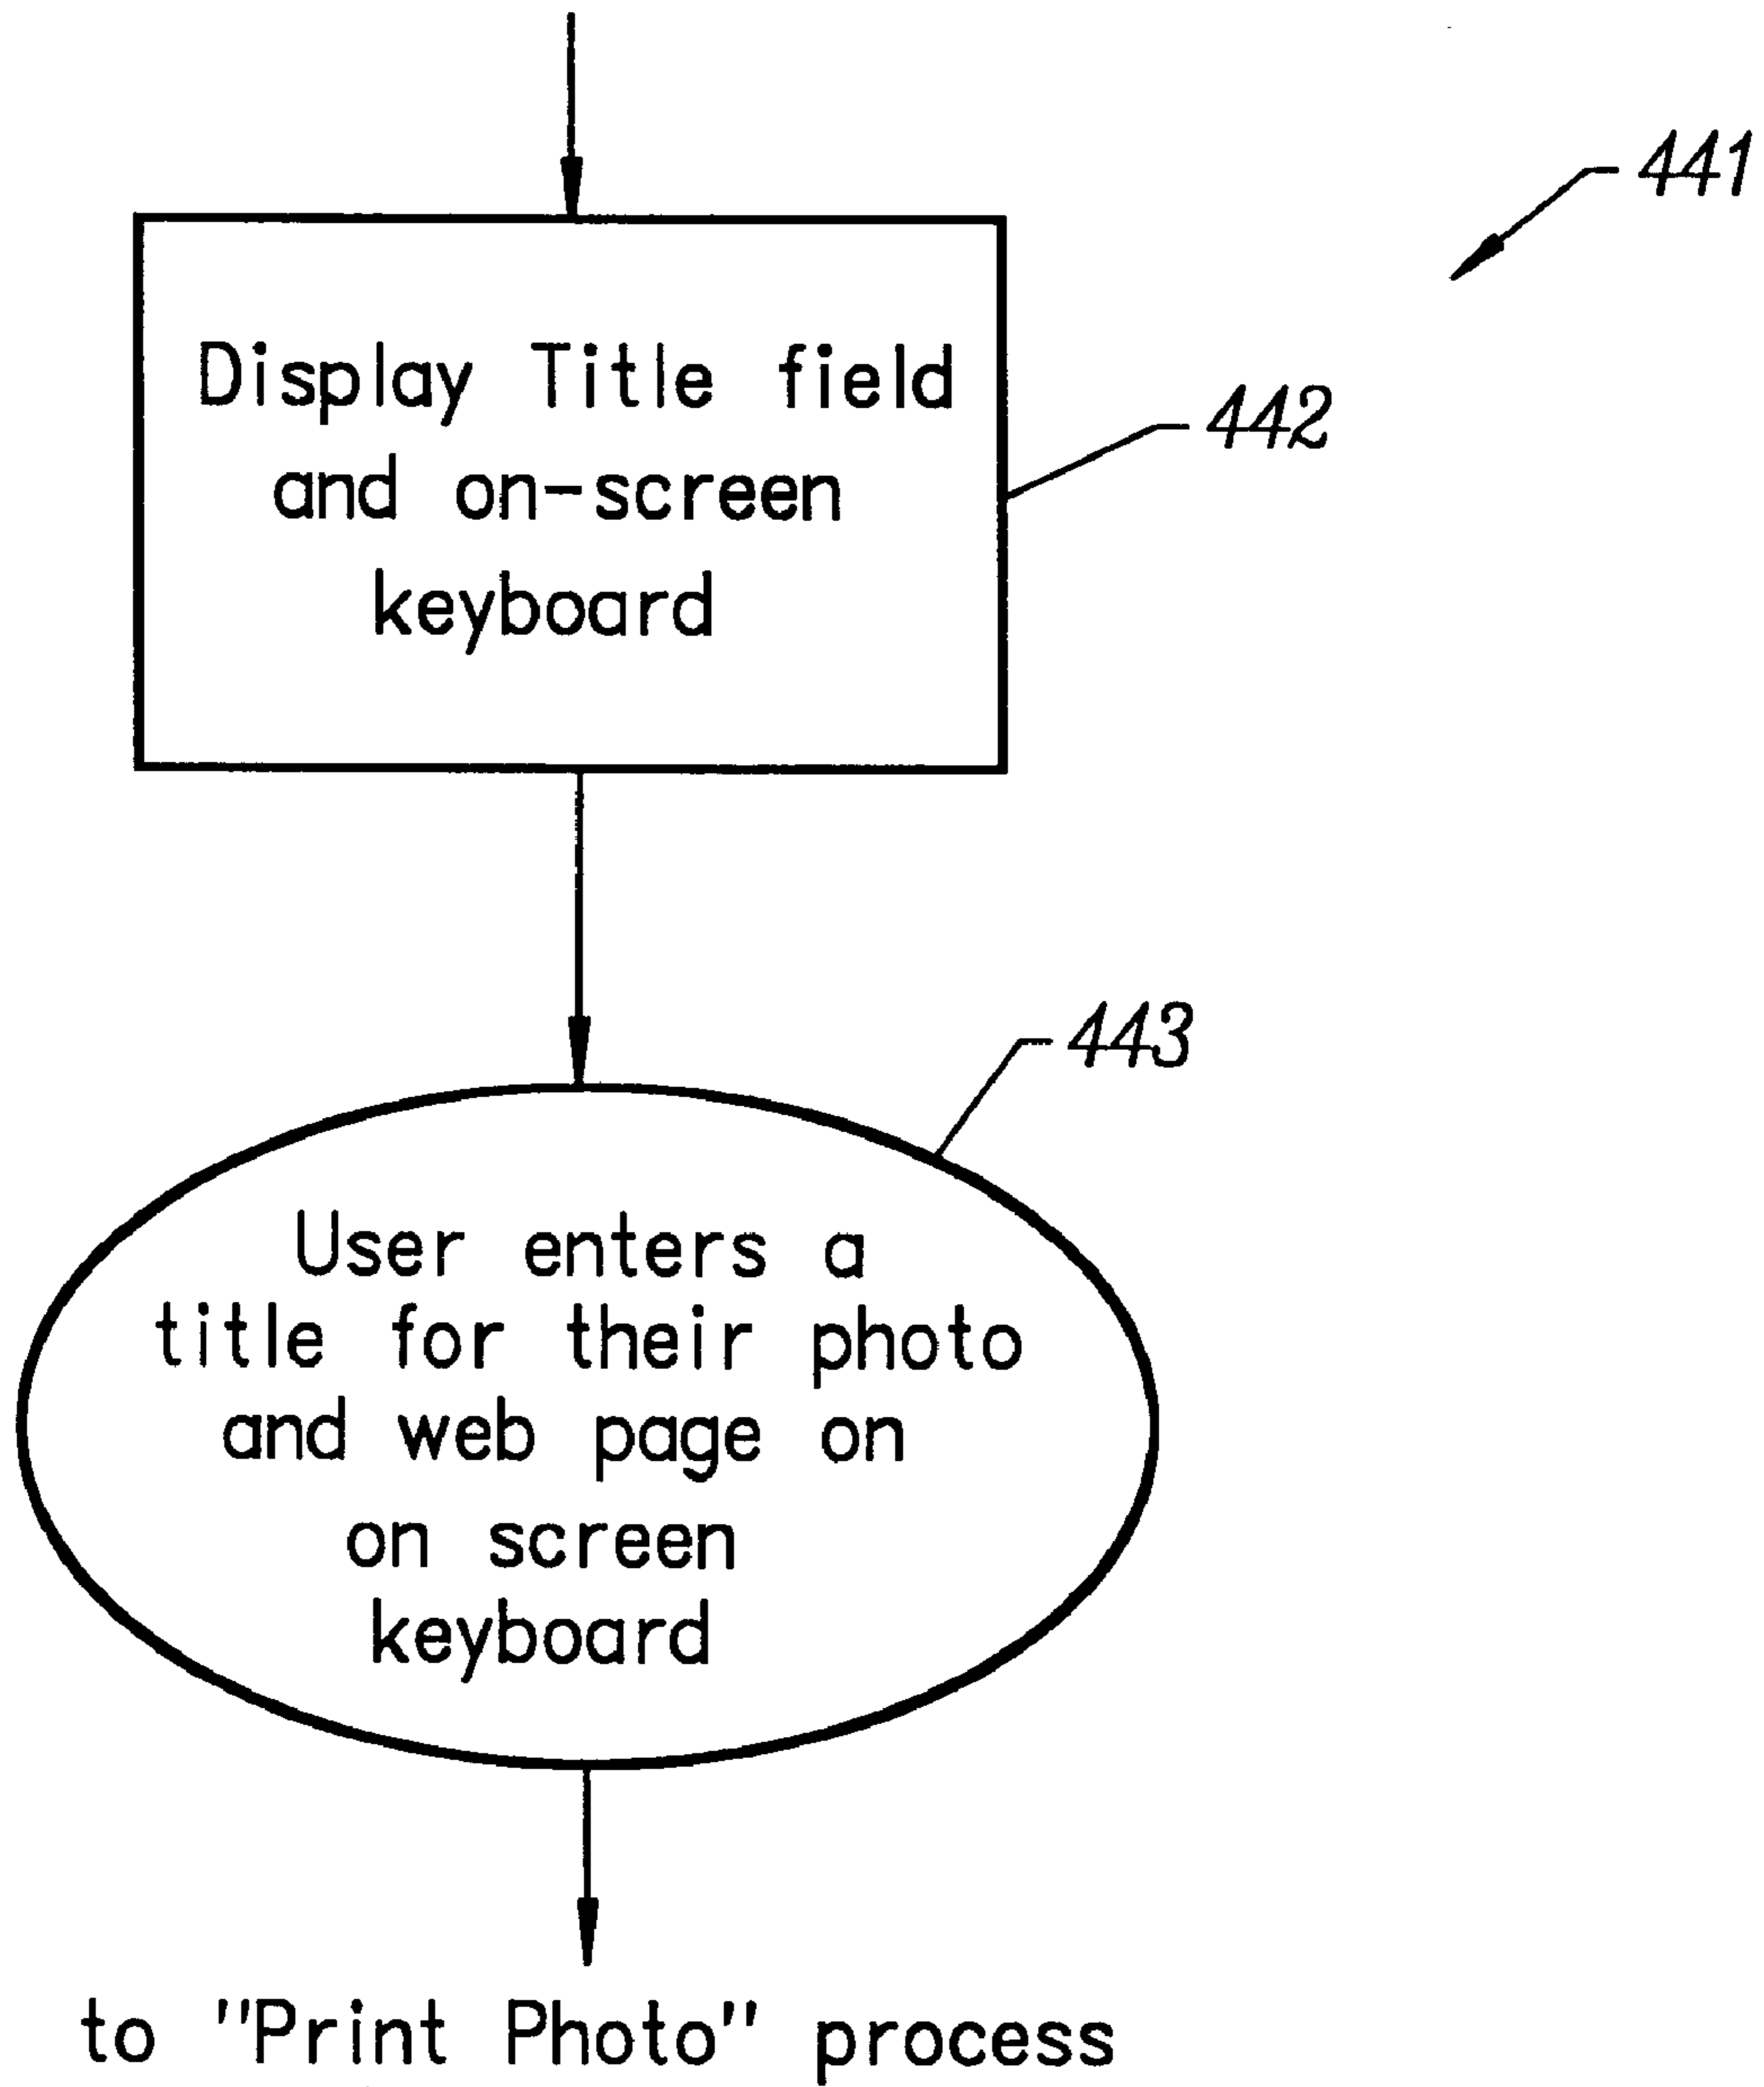 441
Display Title field
and on-screen
keyboard
442
443
User enters a
title for their photo
and web page on
on screen
keyboard
to "Print Photo" process